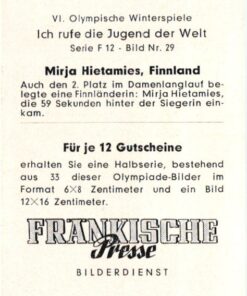 VI. Olympische Winterspiele
Ich rufe die Jugend der Welt
Serie F 12 - Bild Nr. 29
Mirja Hietamies, Finnland
Auch den 2. Platz im Damenlanglauf be-
legte eine Finnländerin: Mirja Hietamies,
die 59 Sekunden hinter der Siegerin ein-
kam.
Für je 12 Gutscheine
erhalten Sie eine Halbserie, bestehend
aus 33 dieser Olympiade-Bilder im
Format 6×8 Zentimeter und ein Bild
12×16 Zentimeter.
FRÄNKISCHE
Presse
BILDERDIENST